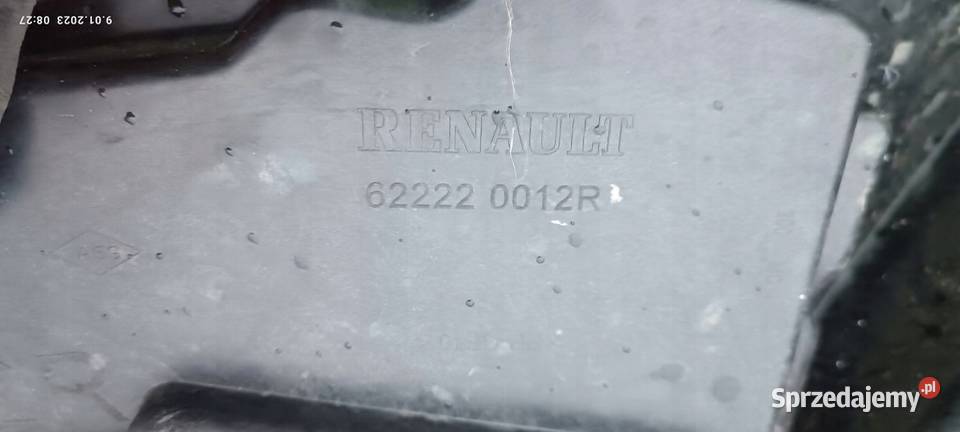 9.01.2023 08:27
RENAULT
62222 0012R
Sprzedajemy.pl